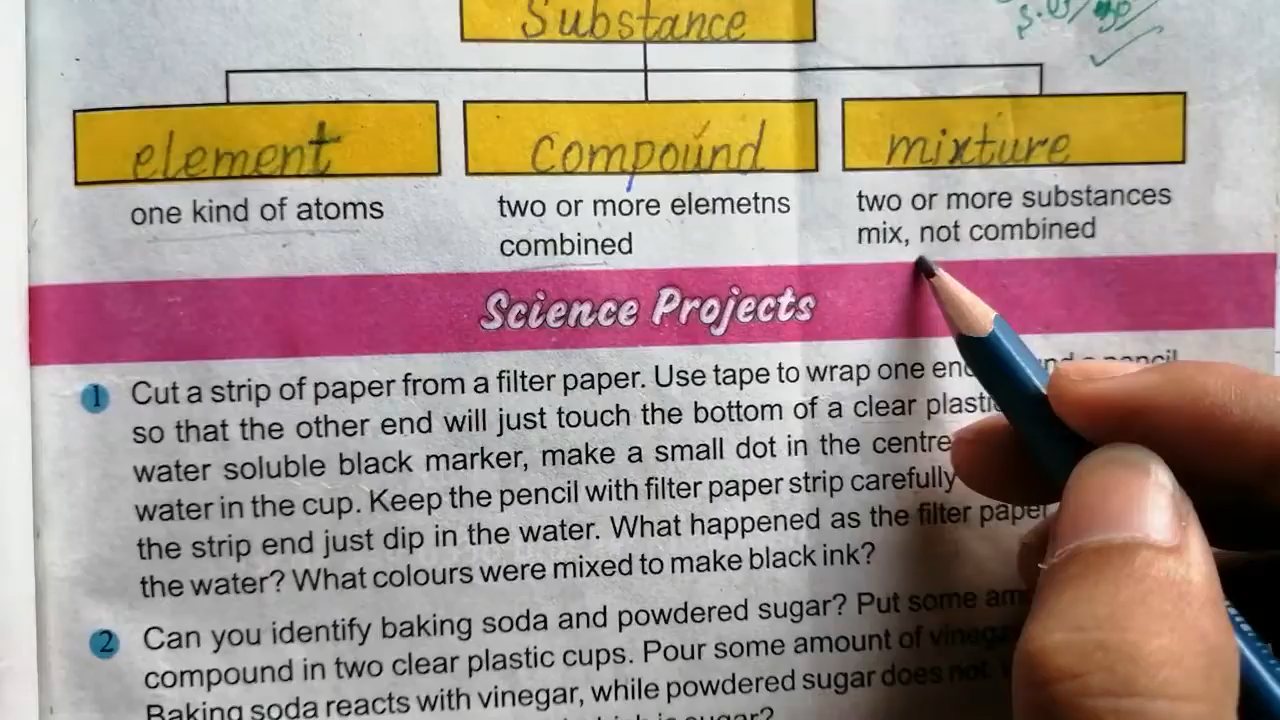 Substance
element
compound
mixture
one kind of atoms
two or more elemetns
combined
two or more substances
mix, not combined
Science Projects
1 Cut a strip of paper from a filter paper. Use tape to wrap one end a pencil
so that the other end will just touch the bottom of a clear plastic
water soluble black marker, make a small dot in the centre
water in the cup. Keep the pencil with filter paper strip carefully
the strip end just dip in the water. What happened as the filter paper
the water? What colours were mixed to make black ink?
2 Can you identify baking soda and powdered sugar? Put some
compound in two clear plastic cups. Pour some amount of vinegar
Baking soda reacts with vinegar, while powdered sugar does not.
sugar?